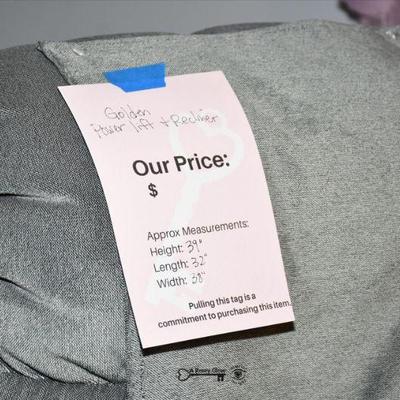 Golden
Power lift + Recliner
Our Price:
$
Approx Measurements:
Height: 39"
Length: 32"
Width: 38"
Pulling this tag is a
commitment to purchasing this item.